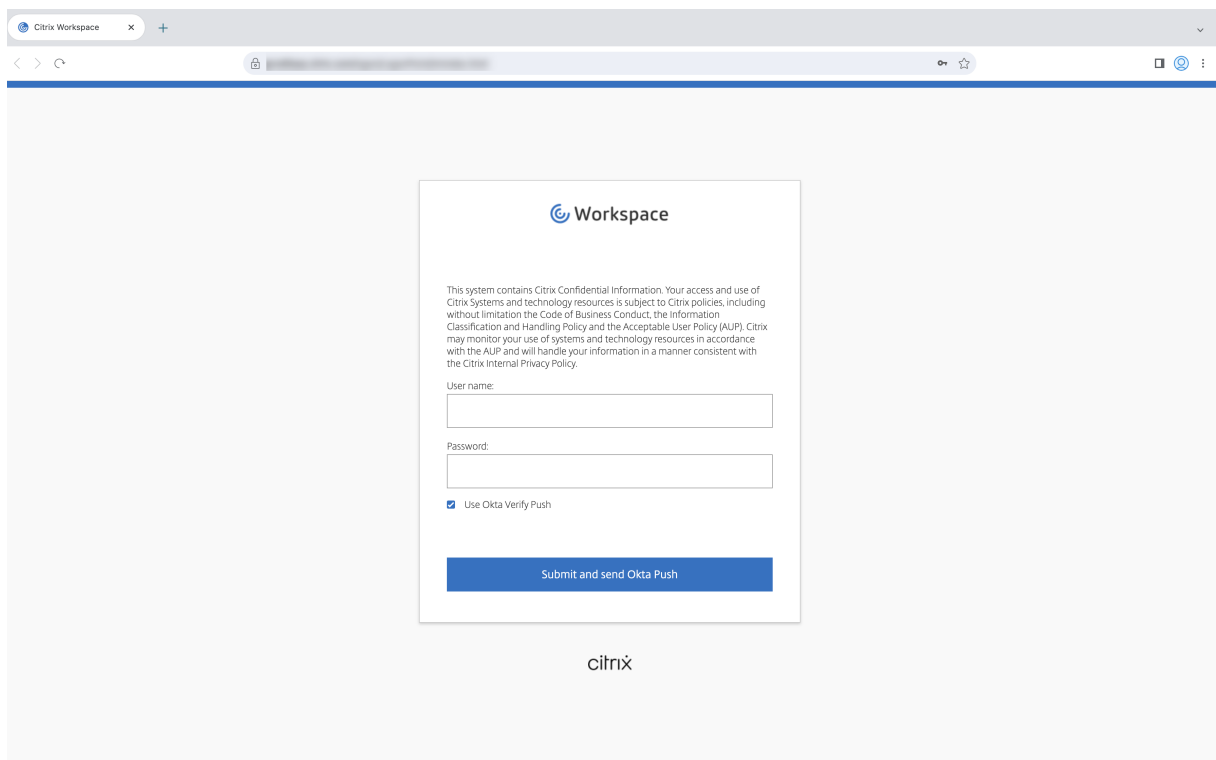 Citrix Workspace
Workspace
This system contains Citrix Confidential Information. Your access and use of
Citrix Systems and technology resources is subject to Citrix policies, including
without limitation the Code of Business Conduct, the Information
Classification and Handling Policy and the Acceptable User Policy (AUP). Citrix
may monitor your use of systems and technology resources in accordance
with the AUP and will handle your information in a manner consistent with
the Citrix Internal Privacy Policy.
User name:
Password:
Use Okta Verify Push
Submit and send Okta Push
citrix